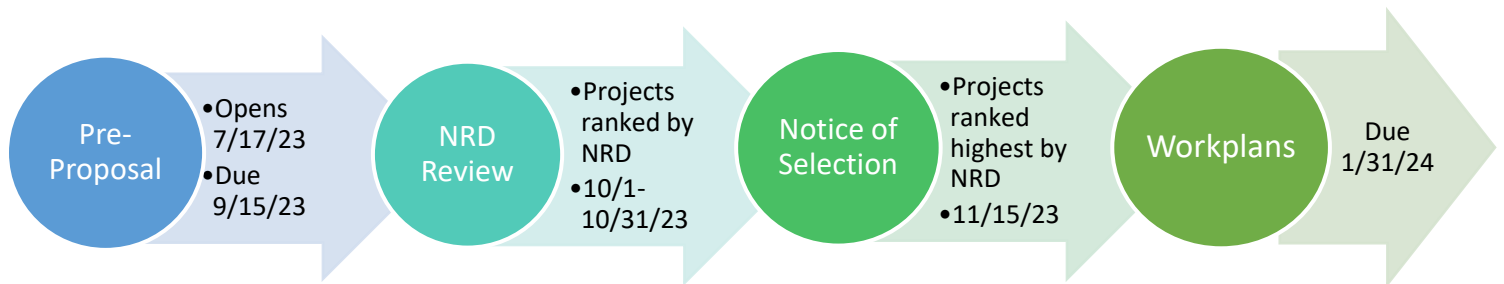 Pre-
Proposal
•Opens
7/17/23
•Due
9/15/23
NRD
Review
•Projects
ranked by
NRD
•10/1-
10/31/23
Notice of
Selection
•Projects
ranked
highest by
NRD
•11/15/23
Workplans
Due
1/31/24